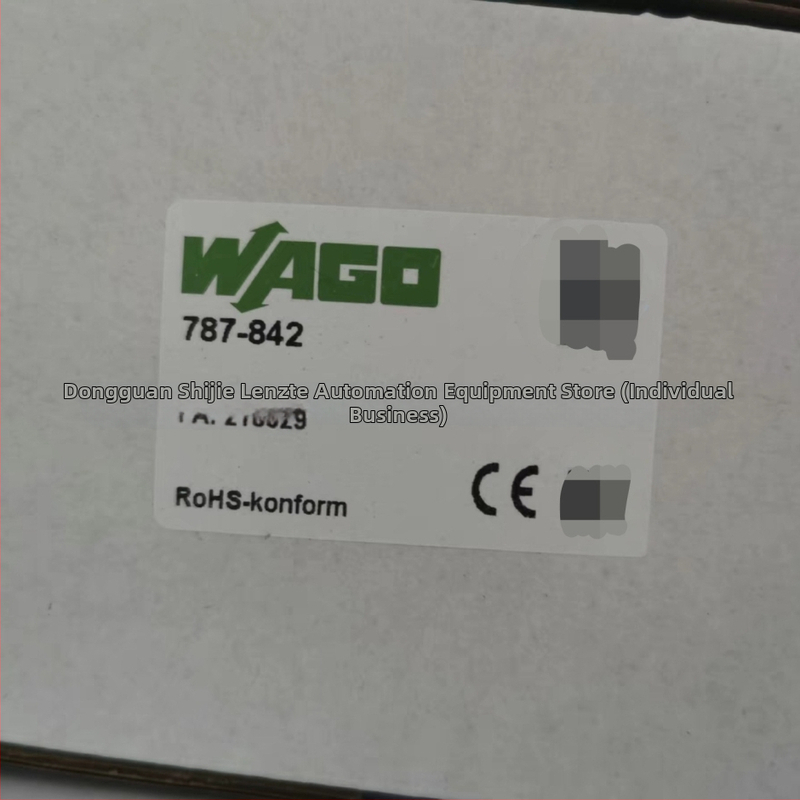 WAGO
787-842
Dongguan Shijie Lenzte Automation Equipment Store (Individual
Business)
RoHS-konform
CE